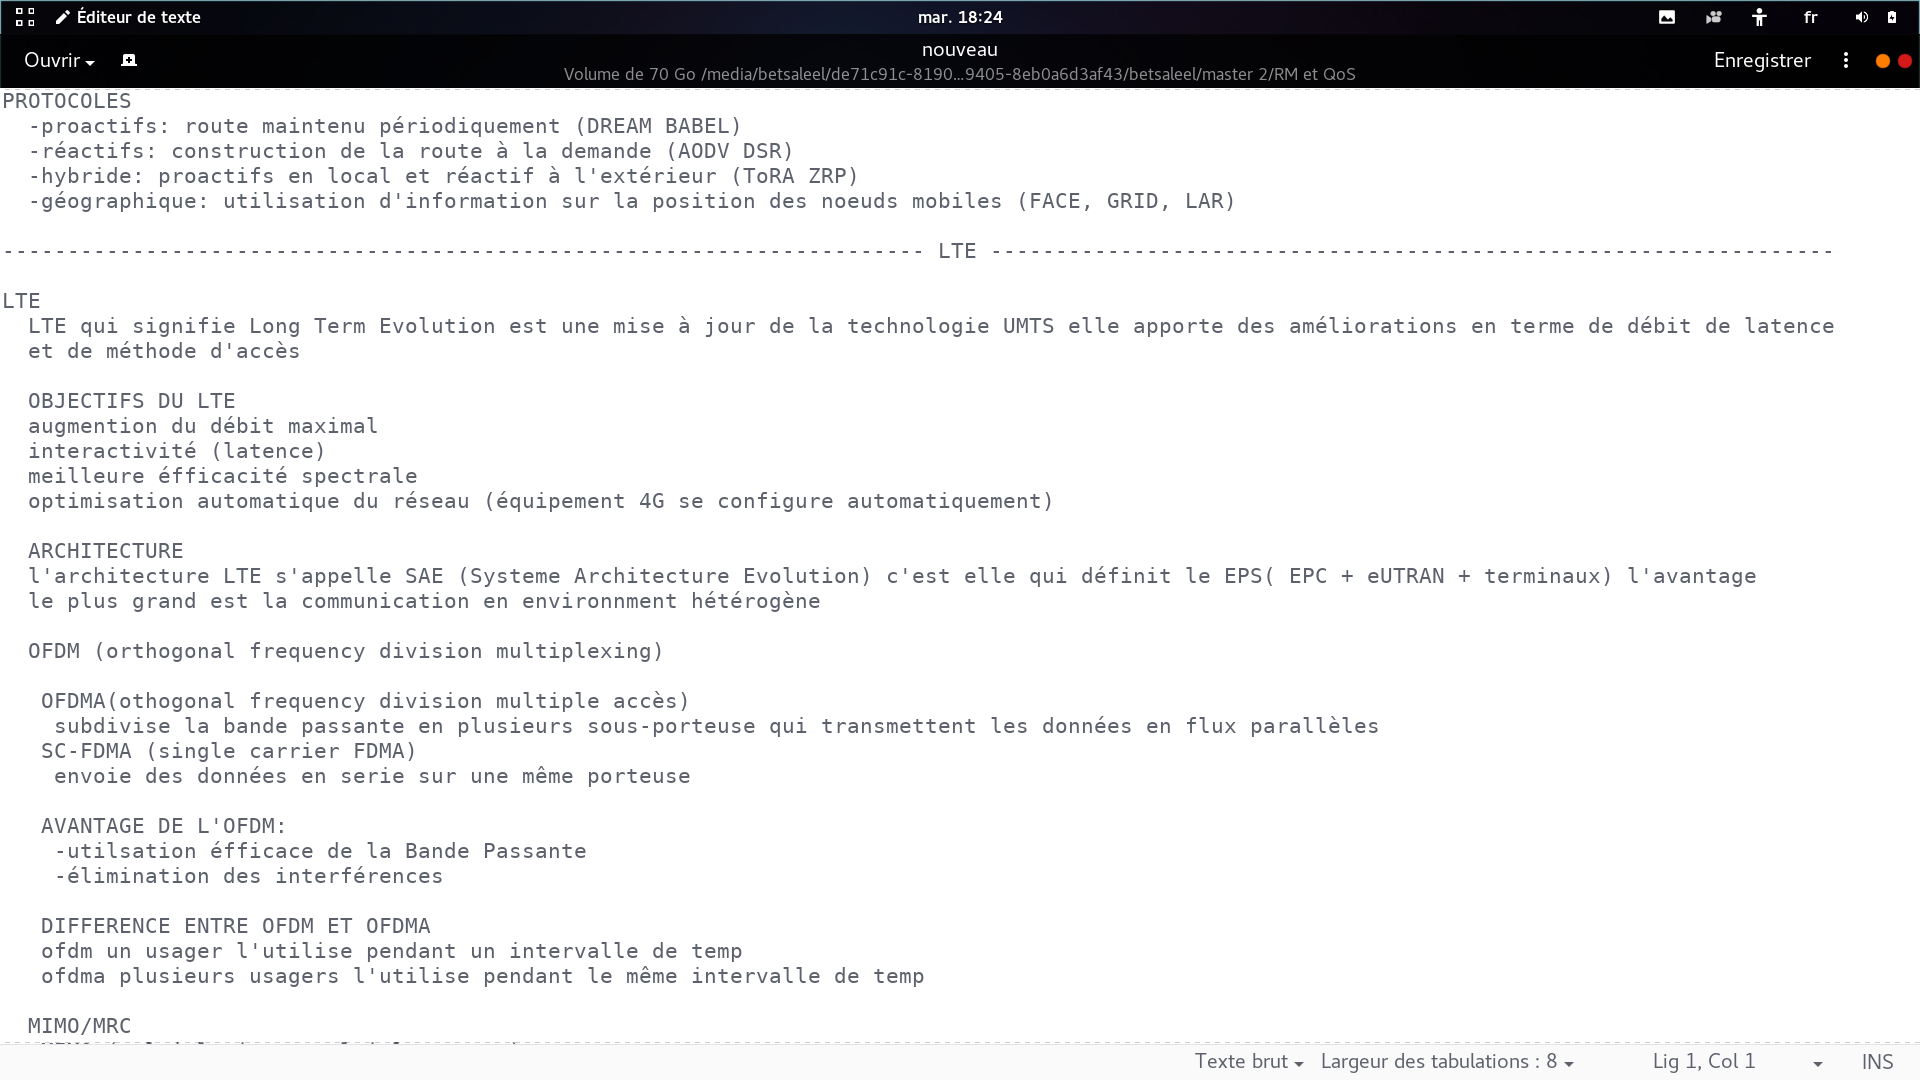 Éditeur de texte mar. 18:24 fr
Ouvrir nouveau Enregistrer
Volume de 70 Go /media/betsaleel/de71c91c-8190…9405-8eb0a6d3af43/betsaleel/master 2/RM et QoS
PROTOCOLES
-proactifs: route maintenu périodiquement (DREAM BABEL)
-réactifs: construction de la route à la demande (AODV DSR)
-hybride: proactifs en local et réactif à l'extérieur (ToRA ZRP)
-géographique: utilisation d'information sur la position des noeuds mobiles (FACE, GRID, LAR)
----------------------------------------------------------------------- LTE -----------------------------------------------------------------
LTE
LTE qui signifie Long Term Evolution est une mise à jour de la technologie UMTS elle apporte des améliorations en terme de débit de latence
et de méthode d'accès
OBJECTIFS DU LTE
augmention du débit maximal
interactivité (latence)
meilleure éfficacité spectrale
optimisation automatique du réseau (équipement 4G se configure automatiquement)
ARCHITECTURE
l'architecture LTE s'appelle SAE (Systeme Architecture Evolution) c'est elle qui définit le EPS( EPC + eUTRAN + terminaux) l'avantage
le plus grand est la communication en environnment hétérogène
OFDM (orthogonal frequency division multiplexing)
OFDMA(othogonal frequency division multiple accès)
subdivise la bande passante en plusieurs sous-porteuse qui transmettent les données en flux parallèles
SC-FDMA (single carrier FDMA)
envoie des données en serie sur une même porteuse
AVANTAGE DE L'OFDM:
-utilsation éfficace de la Bande Passante
-élimination des interférences
DIFFERENCE ENTRE OFDM ET OFDMA
ofdm un usager l'utilise pendant un intervalle de temp
ofdma plusieurs usagers l'utilise pendant le même intervalle de temp
MIMO/MRC
Texte brut Largeur des tabulations : 8 Lig 1, Col 1 INS